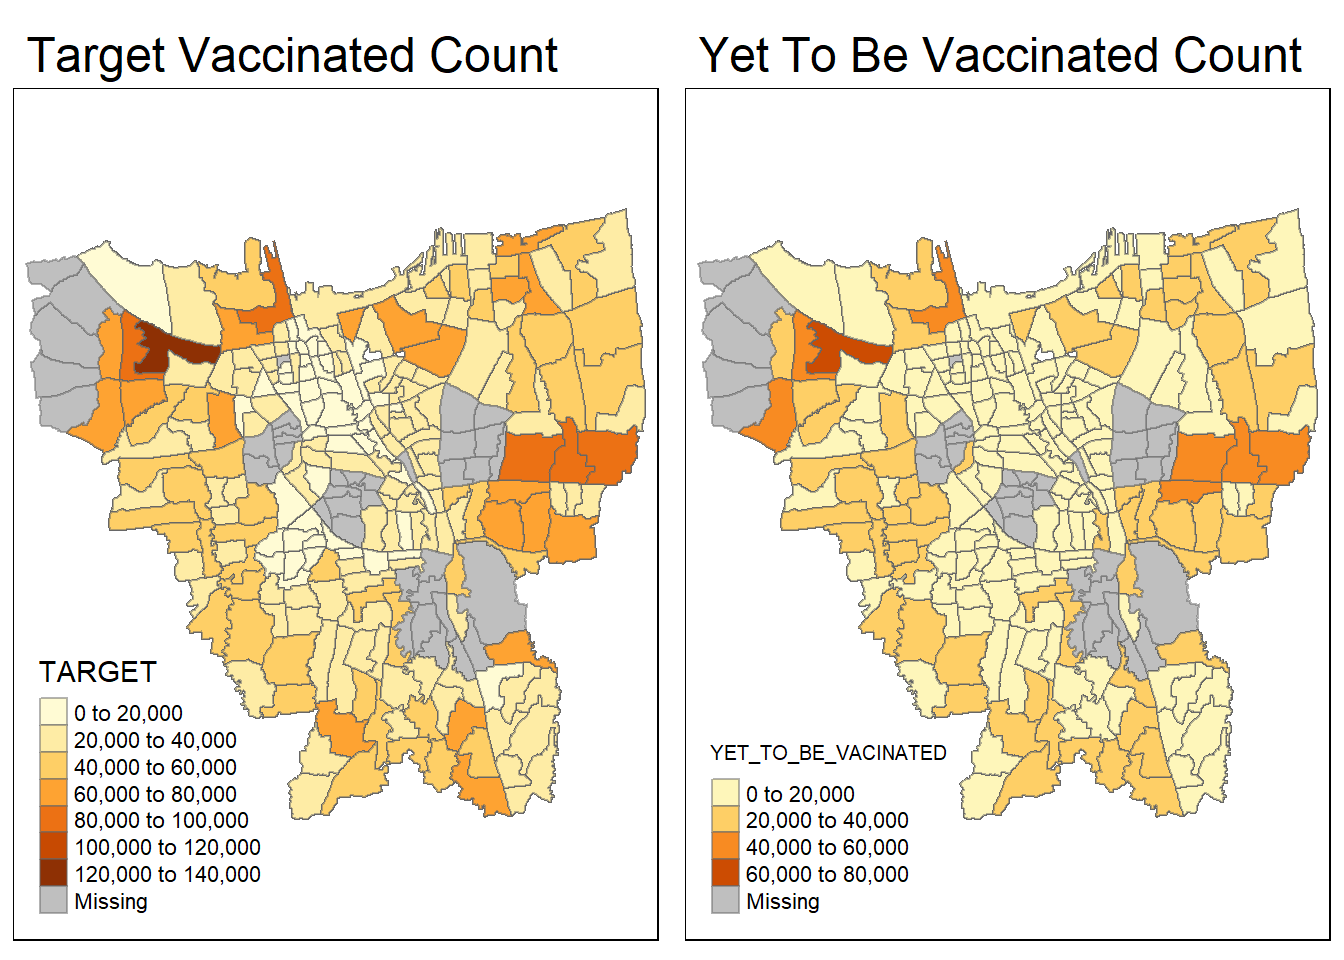 Target Vaccinated Count
TARGET
0 to 20,000
20,000 to 40,000
40,000 to 60,000
60,000 to 80,000
80,000 to 100,000
100,000 to 120,000
120,000 to 140,000
Missing
Yet To Be Vaccinated Count
YET_TO_BE_VACINATED
0 to 20,000
20,000 to 40,000
40,000 to 60,000
60,000 to 80,000
Missing